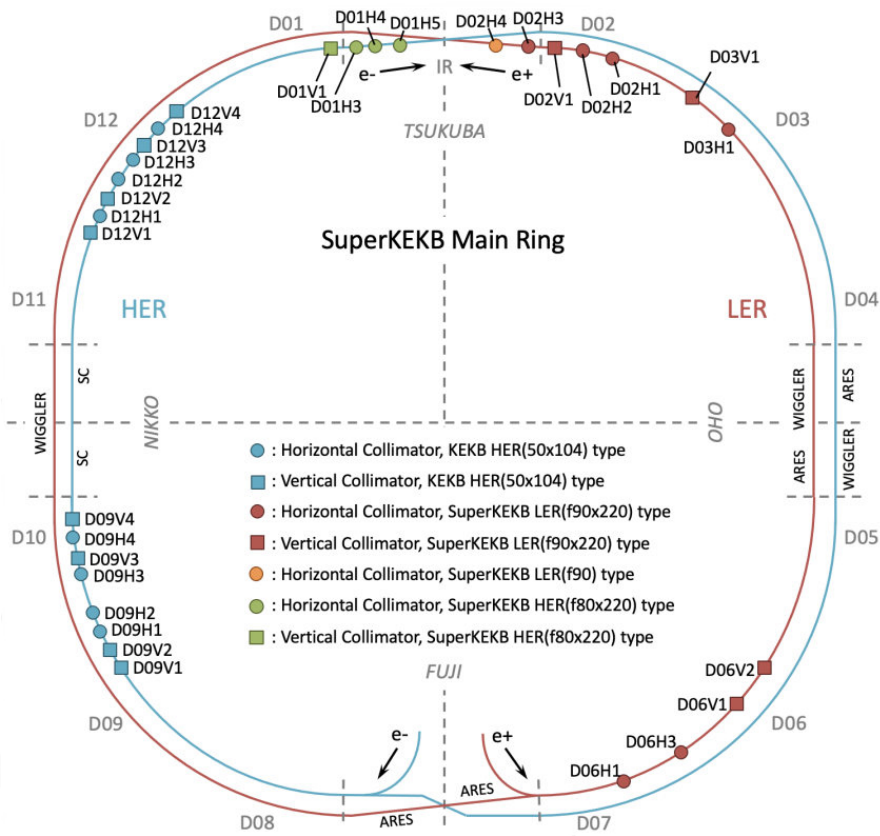 D01
D01H4
D01H5
D02H4
D02H3
D02
e-
IR
e+
D01V1
D01H3
D02V1
D02H2
D02H1
D03V1
D03H1
D03
TSUKUBA
D12
D12V4
D12H4
D12V3
D12H3
D12H2
D12V2
D12H1
D12V1
SuperKEKB Main Ring
D11
HER
LER
D04
SC
WIGGLER
NIKKO
SC
OHO
WIGGLER
ARES
ARES
WIGGLER
: Horizontal Collimator, KEKB HER(50x104) type
: Vertical Collimator, KEKB HER(50x104) type
: Horizontal Collimator, SuperKEKB LER(f90x220) type
: Vertical Collimator, SuperKEKB LER(f90x220) type
: Horizontal Collimator, SuperKEKB LER(f90) type
: Horizontal Collimator, SuperKEKB HER(f80x220) type
: Vertical Collimator, SuperKEKB HER(f80x220) type
D10
D09V4
D09H4
D09V3
D09H3
D09H2
D09H1
D09V2
D09V1
D05
FUJI
D06V2
D06V1
D06H3
D06H1
D06
D09
e-
e+
ARES
ARES
D08
D07